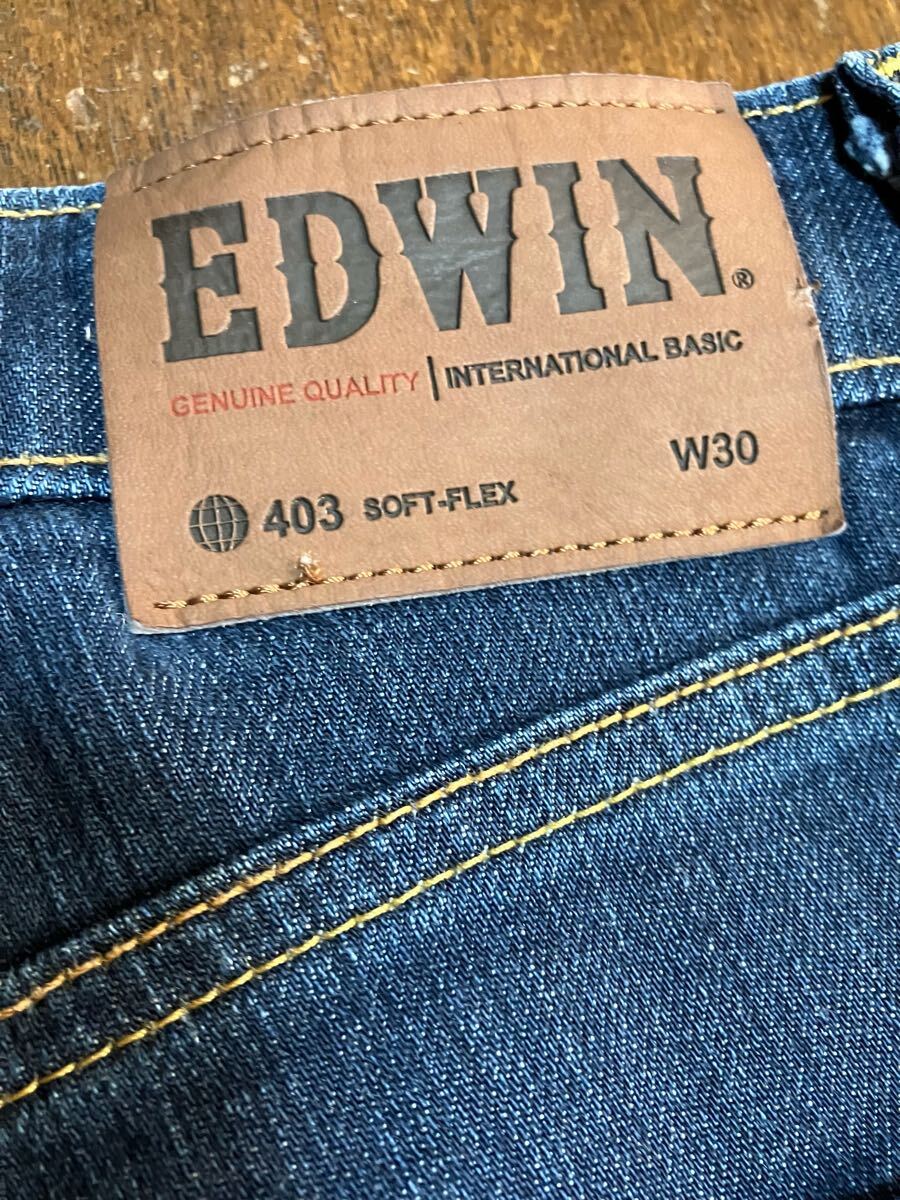 EDWIN®
GENUINE QUALITY | INTERNATIONAL BASIC
W30
403 SOFT-FLEX